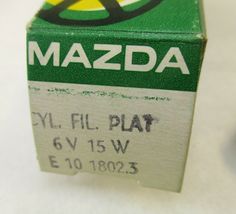 MAZDA
CYL. FIL. PLAT
6 V 15 W
E 10 1802.3